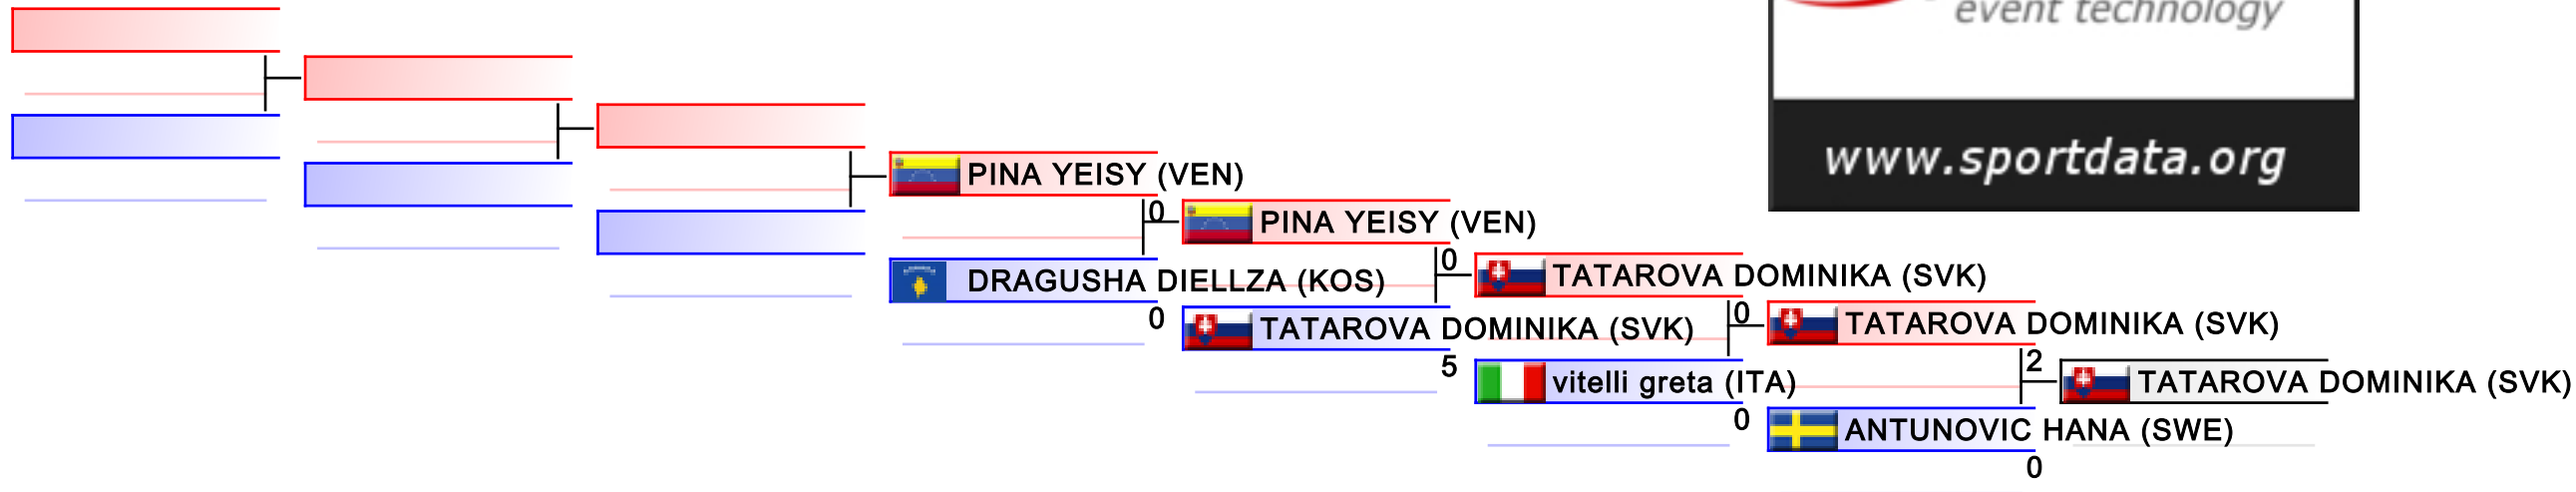 event technology
www.sportdata.org
PINA YEISY (VEN)
0
PINA YEISY (VEN)
DRAGUSHA DIELLZA (KOS)
0
0
TATAROVA DOMINIKA (SVK)
TATAROVA DOMINIKA (SVK)
5
0
TATAROVA DOMINIKA (SVK)
vitelli greta (ITA)
0
2
TATAROVA DOMINIKA (SVK)
ANTUNOVIC HANA (SWE)
0